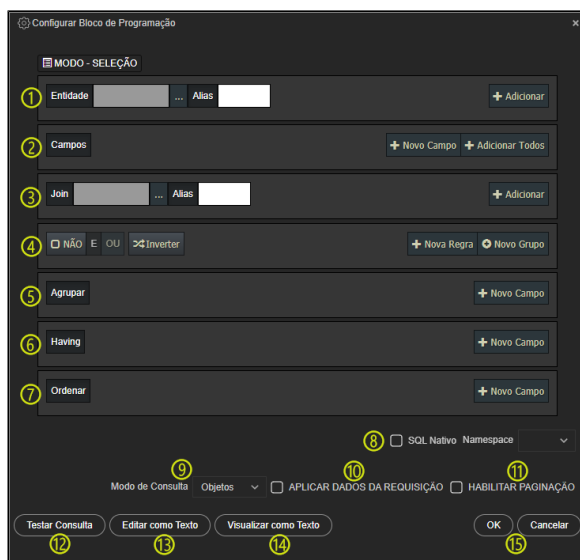 Configurar Bloco de Programação ×
MODO - SELEÇÃO
① Entidade ... Alias + Adicionar
② Campos + Novo Campo + Adicionar Todos
③ Join ... Alias + Adicionar
④ NÃO E OU Inverter + Nova Regra Novo Grupo
⑤ Agrupar + Novo Campo
⑥ Having + Novo Campo
⑦ Ordenar + Novo Campo
⑧ SQL Nativo Namespace
⑨ ⑩ ⑪
Modo de Consulta Objetos APLICAR DADOS DA REQUISIÇÃO HABILITAR PAGINAÇÃO
Testar Consulta Editar como Texto Visualizar como Texto OK Cancelar
⑫ ⑬ ⑭ ⑮